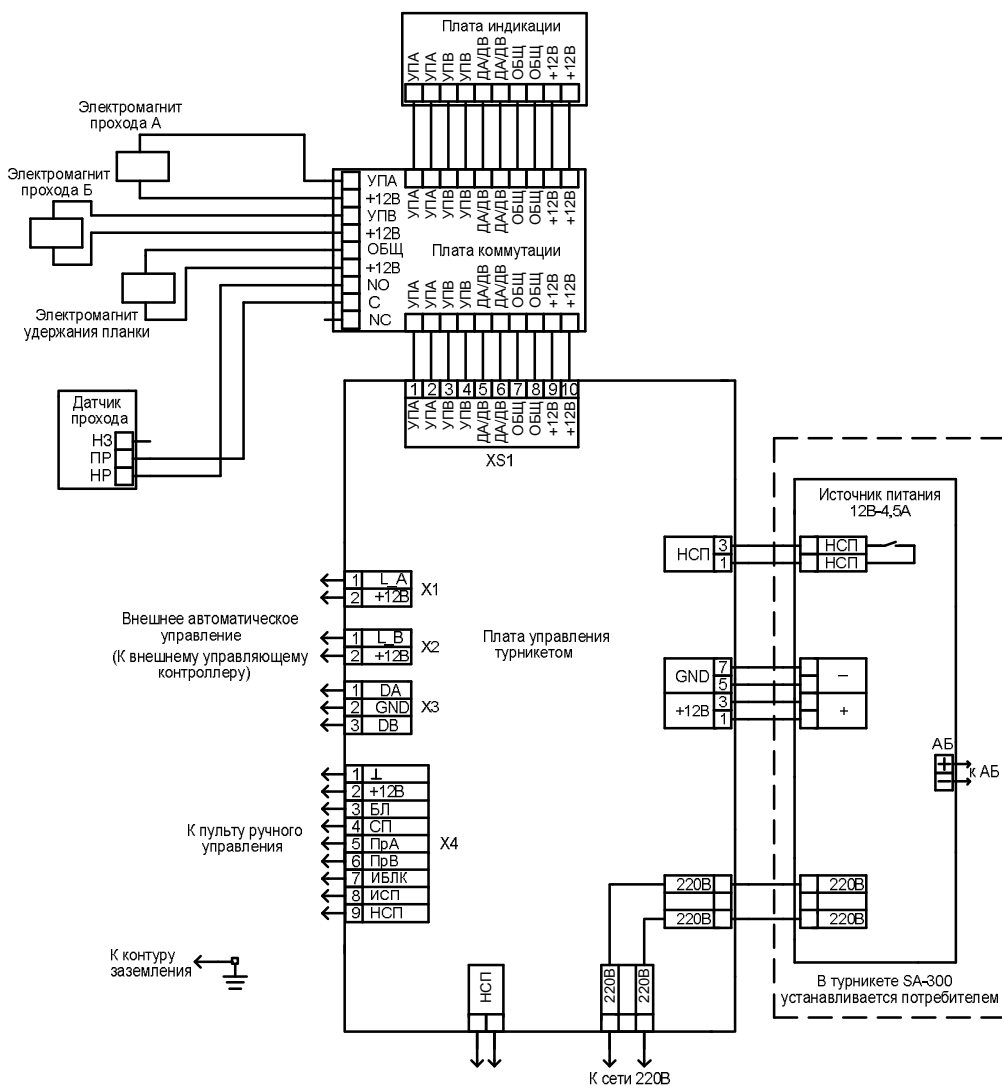 Плата индикации
УПА УПА УПВ УПВ ДА/ДВ ДА/ДВ ОБЩ ОБЩ +12В +12В
Электромагнит
прохода А
Электромагнит
прохода Б
Электромагнит
удержания планки
УПА
+12В
УПВ
+12В
ОБЩ
+12В
NO
C
NC
УПА УПА УПВ УПВ ДА/ДВ ДА/ДВ ОБЩ ОБЩ +12В +12В
Плата коммутации
УПА УПА УПВ УПВ ДА/ДВ ДА/ДВ ОБЩ ОБЩ +12В +12В
1 2 3 4 5 6 7 8 9 10
УПА УПА УПВ УПВ ДА/ДВ ДА/ДВ ОБЩ ОБЩ +12В +12В
XS1
Датчик
прохода
НЗ
ПР
НР
Внешнее автоматическое
управление
(К внешнему управляющему
контроллеру)
1 L_A
2 +12В
X1
1 L_B
2 +12В
X2
1 DA
2 GND
3 DB
X3
К пульту ручного
управления
1 ⊥
2 +12В
3 БЛ
4 СП
5 ПрА
6 ПрВ
7 ИБЛК
8 ИСП
9 НСП
X4
Плата управления
турникетом
К контуру
заземления
НСП
220В 220В
К сети 220В
НСП 3
1
GND 7
5
+12В 3
1
220В
220В
Источник питания
12В-4,5А
НСП
НСП
–
+
АБ
+
–
к АБ
220В
220В
В турникете SA-300
устанавливается потребителем